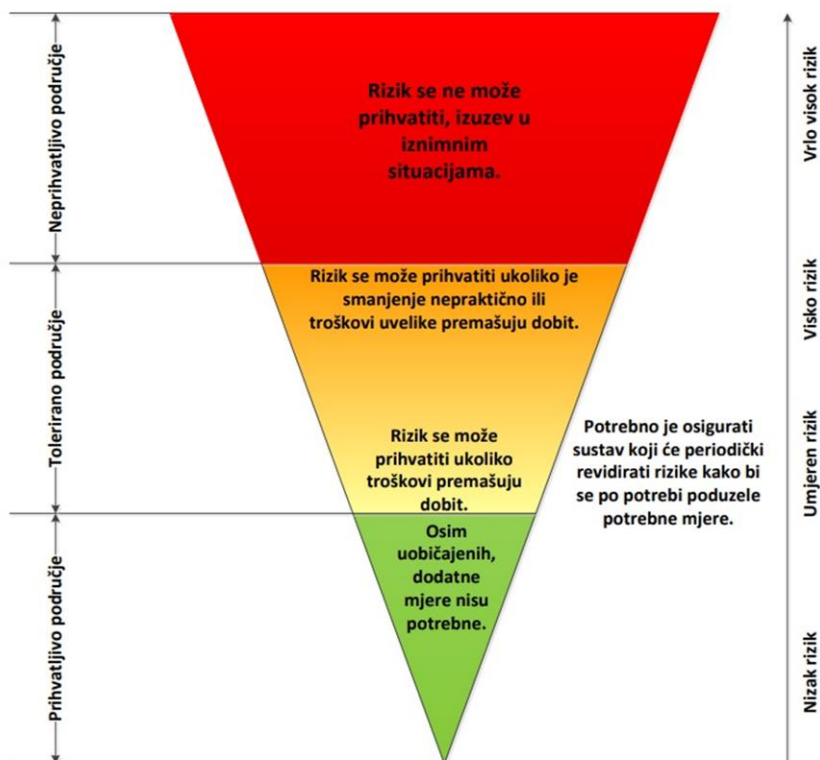 Neprihvatljivo područje
Rizik se ne može
prihvatiti, izuzev u
iznimnim
situacijama.
Vrlo visok rizik
Tolerirano područje
Rizik se može prihvatiti ukoliko je
smanjenje nepraktično ili
troškovi uvelike premašuju dobit.
Visko rizik
Rizik se može
prihvatiti ukoliko
troškovi premašuju
dobit.
Potrebno je osigurati
sustav koji će periodički
revidirati rizike kako bi
se po potrebi poduzele
potrebne mjere.
Umjeren rizik
Prihvatljivo područje
Osim
uobičajenih,
dodatne
mjere nisu
potrebne.
Nizak rizik